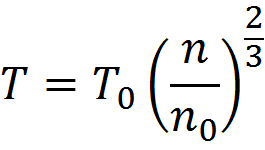 T = T₀ (n/n₀)^(2/3)